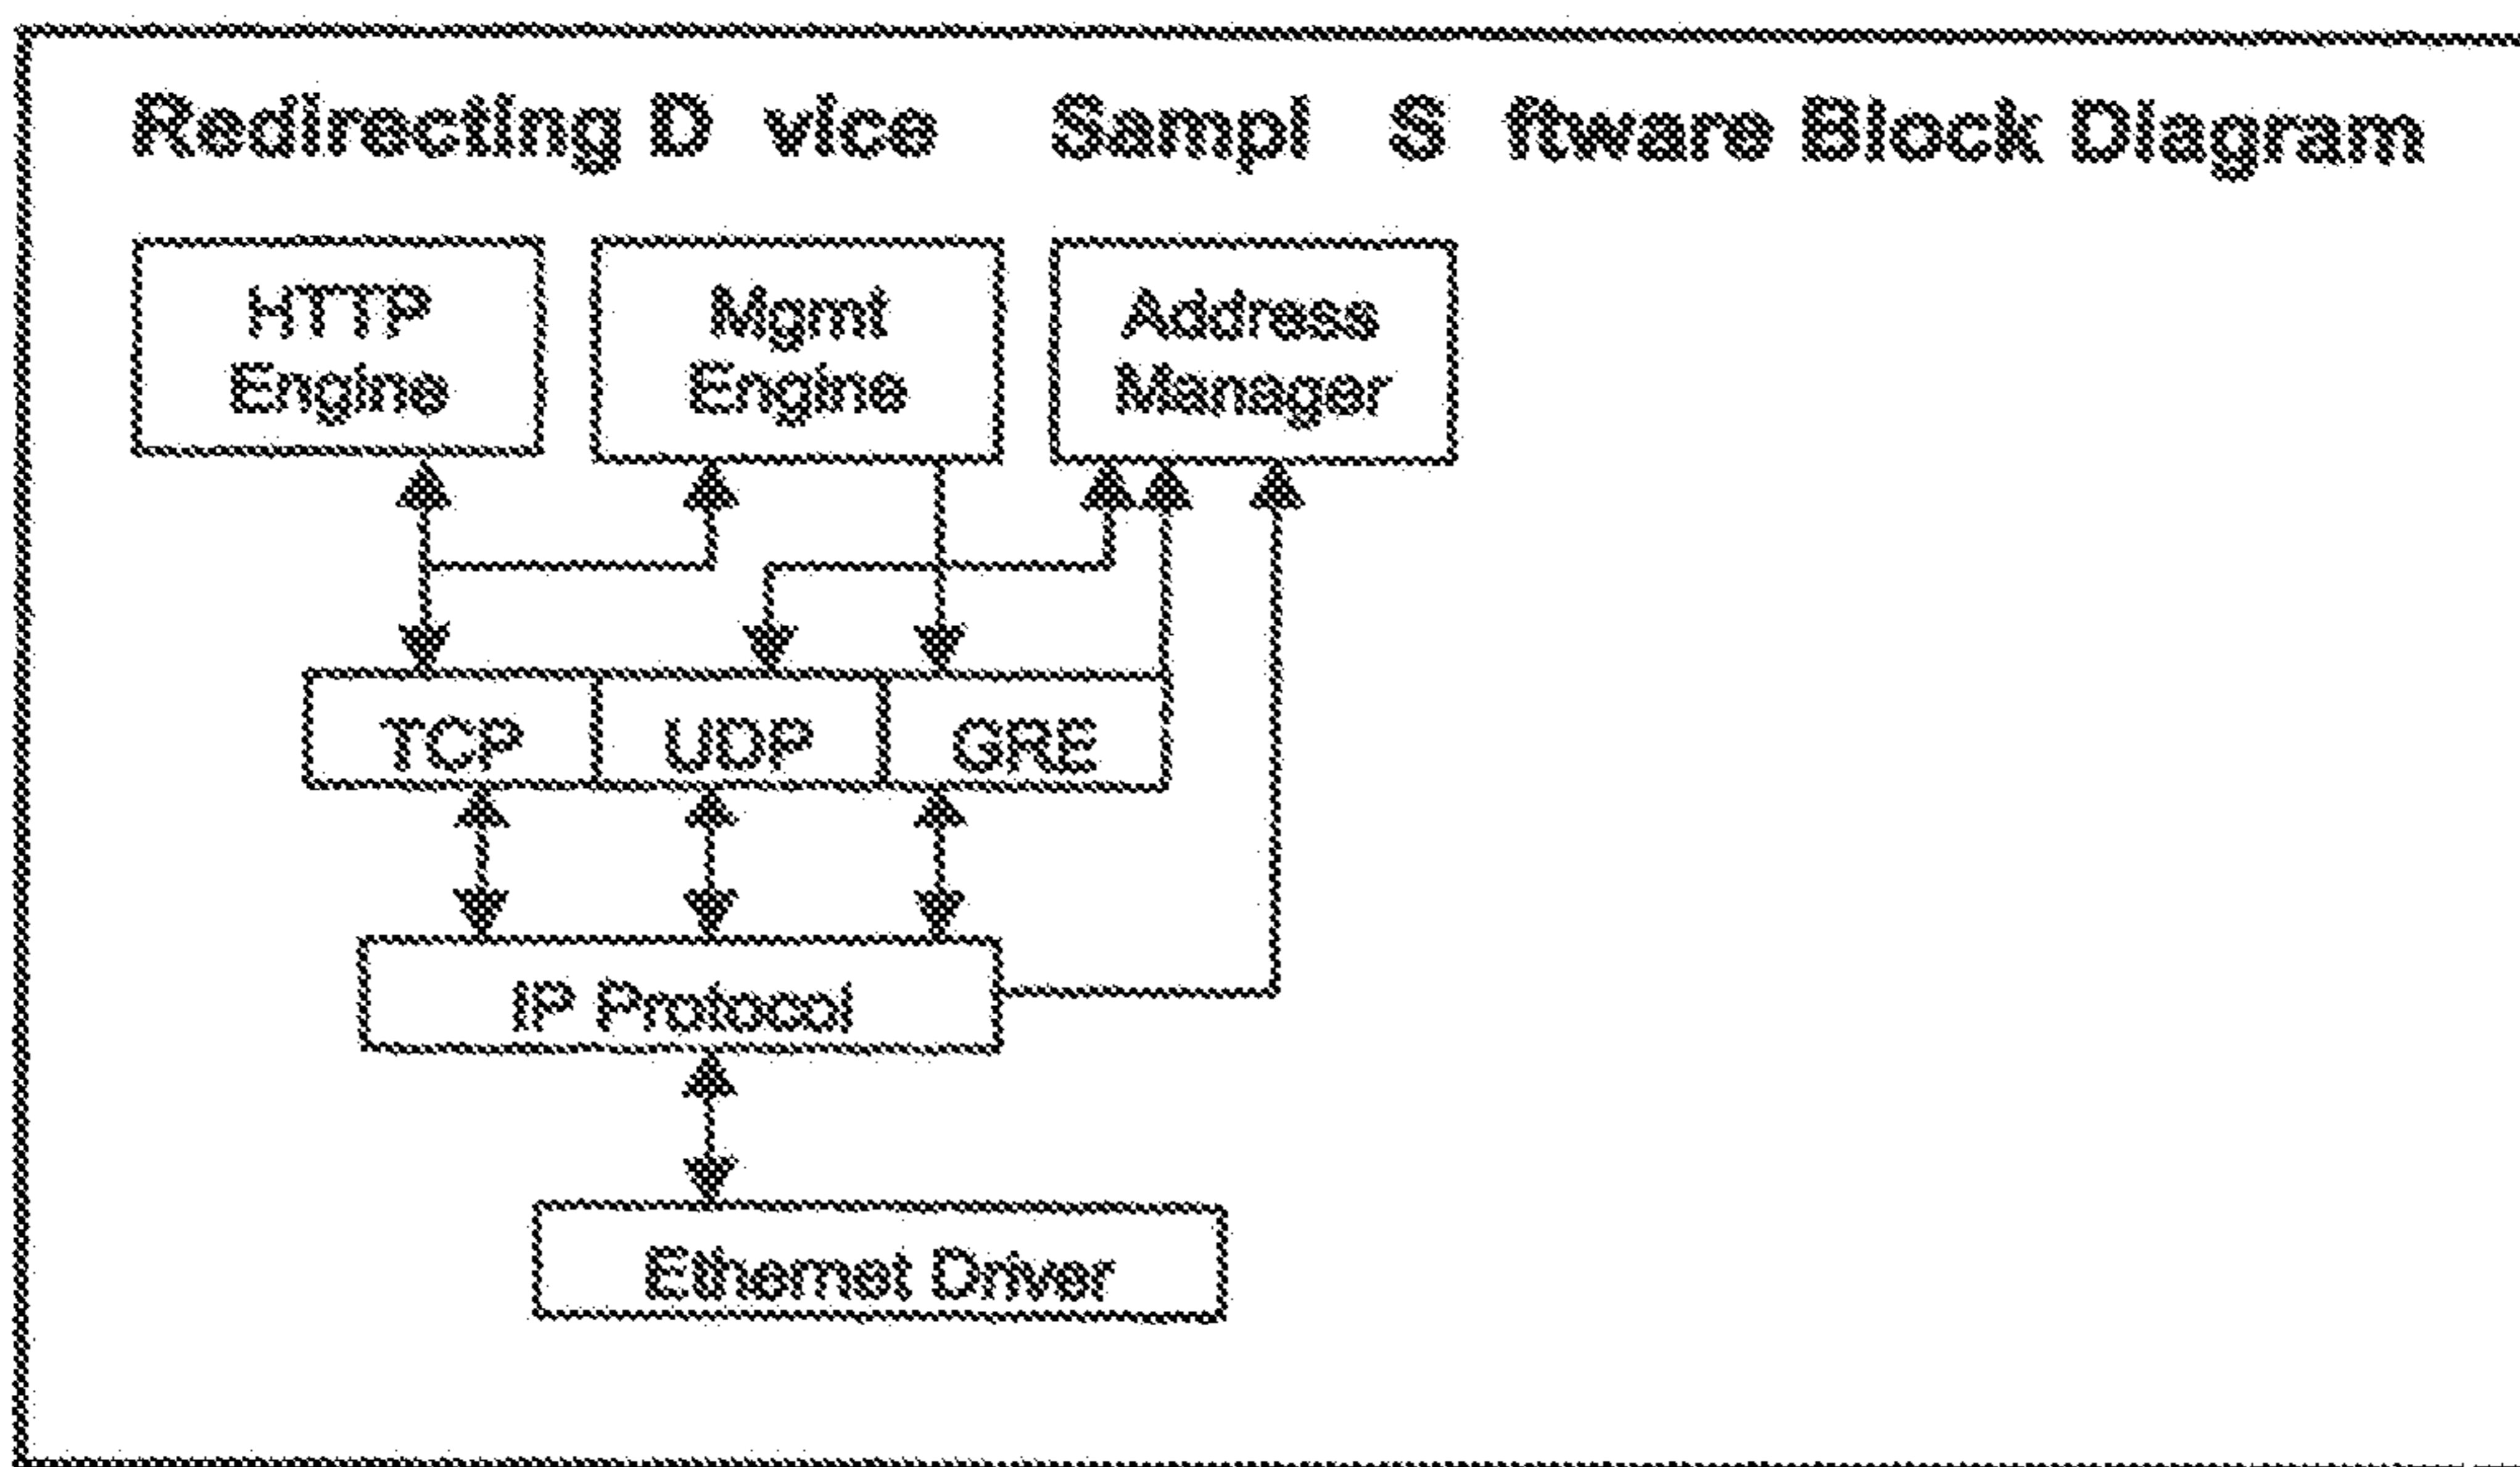 Redirecting D vice Sampl S ftware Block Diagram
HTTP
Engine
Mgmt
Engine
Address
Manager
TCP
UDP
GRE
IP Protocol
Ethernet Driver